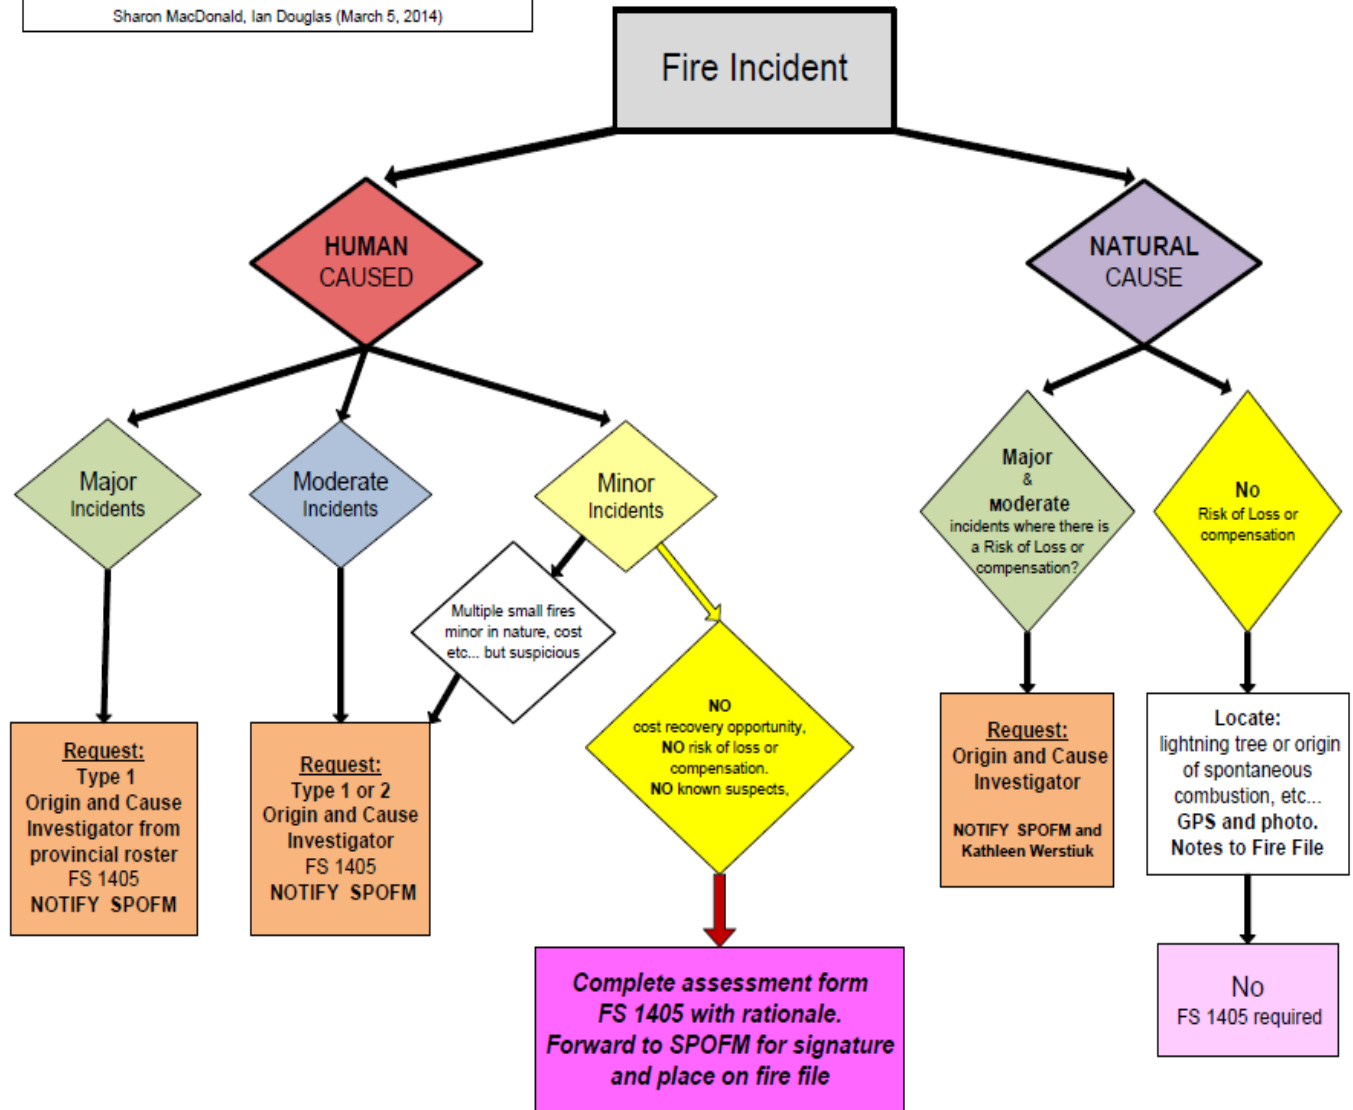 Sharon MacDonald, Ian Douglas (March 5, 2014)
Fire Incident
HUMAN
CAUSED
NATURAL
CAUSE
Major
Incidents
Moderate
Incidents
Minor
Incidents
Major
&
Moderate
incidents where there is
a Risk of Loss or
compensation?
No
Risk of Loss or
compensation
Multiple small fires
minor in nature, cost
etc... but suspicious
NO
cost recovery opportunity,
NO risk of loss or
compensation.
NO known suspects,
Request:
Type 1
Origin and Cause
Investigator from
provincial roster
FS 1405
NOTIFY SPOFM
Request:
Type 1 or 2
Origin and Cause
Investigator
FS 1405
NOTIFY SPOFM
Request:
Origin and Cause
Investigator
NOTIFY SPOFM and
Kathleen Werstiuk
Locate:
lightning tree or origin
of spontaneous
combustion, etc...
GPS and photo.
Notes to Fire File
Complete assessment form
FS 1405 with rationale.
Forward to SPOFM for signature
and place on fire file
No
FS 1405 required